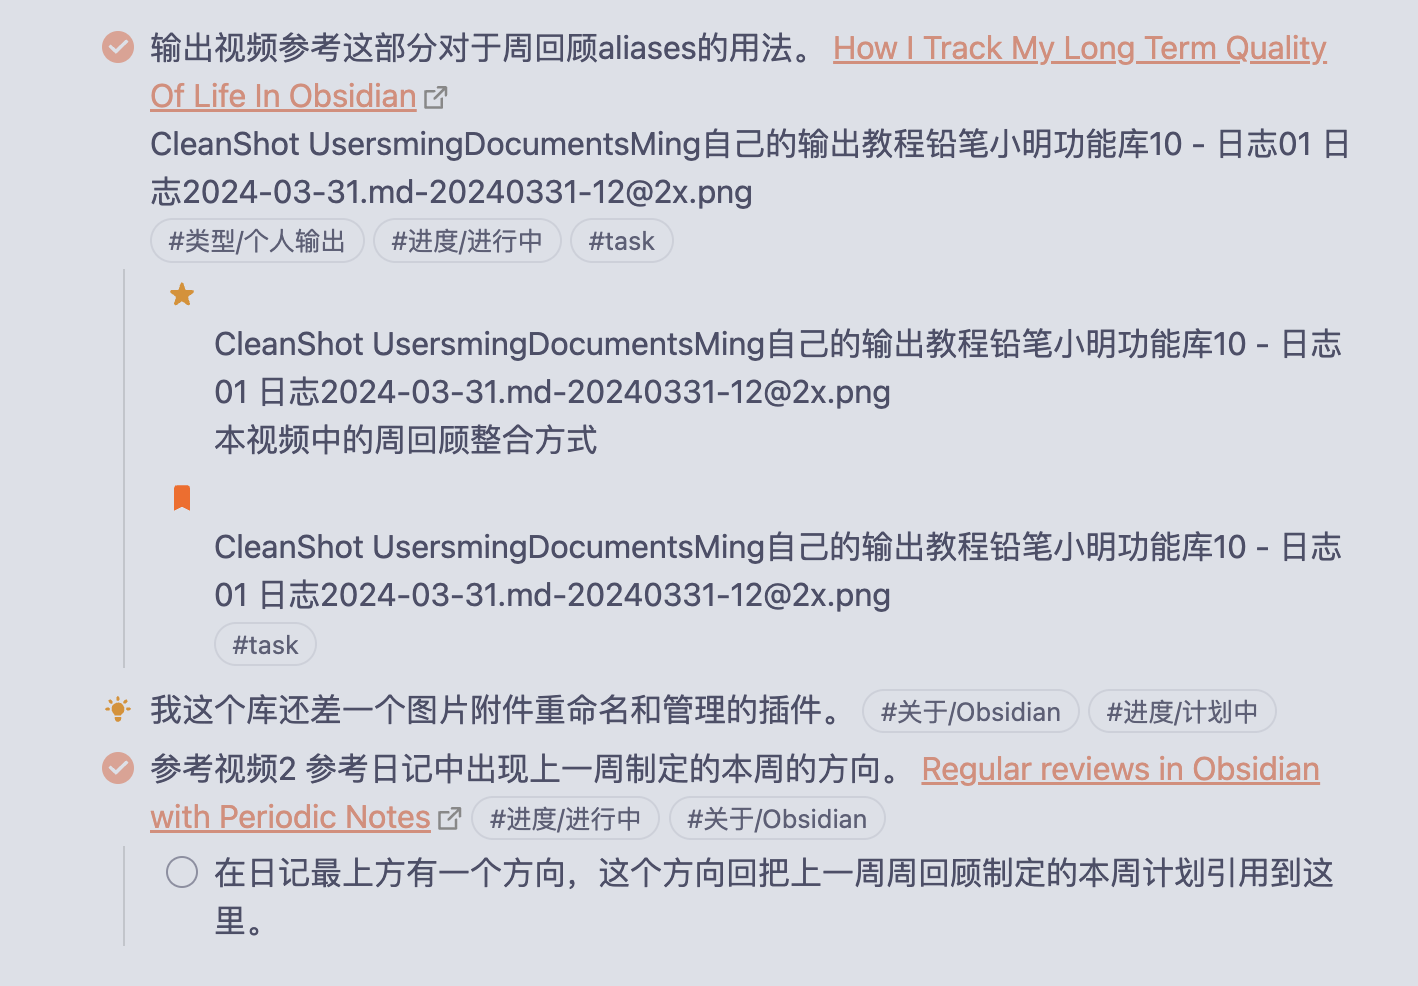 输出视频参考这部分对于周回顾aliases的用法。 How I Track My Long Term Quality
Of Life In Obsidian
CleanShot UsersmingDocumentsMing自己的输出教程铅笔小明功能库10 - 日志01 日
志2024-03-31.md-20240331-12@2x.png
#类型/个人输出 #进度/进行中 #task
CleanShot UsersmingDocumentsMing自己的输出教程铅笔小明功能库10 - 日志
01 日志2024-03-31.md-20240331-12@2x.png
本视频中的周回顾整合方式
CleanShot UsersmingDocumentsMing自己的输出教程铅笔小明功能库10 - 日志
01 日志2024-03-31.md-20240331-12@2x.png
#task
我这个库还差一个图片附件重命名和管理的插件。 #关于/Obsidian #进度/计划中
参考视频2 参考日记中出现上一周制定的本周的方向。 Regular reviews in Obsidian
with Periodic Notes #进度/进行中 #关于/Obsidian
在日记最上方有一个方向，这个方向回把上一周周回顾制定的本周计划引用到这
里。